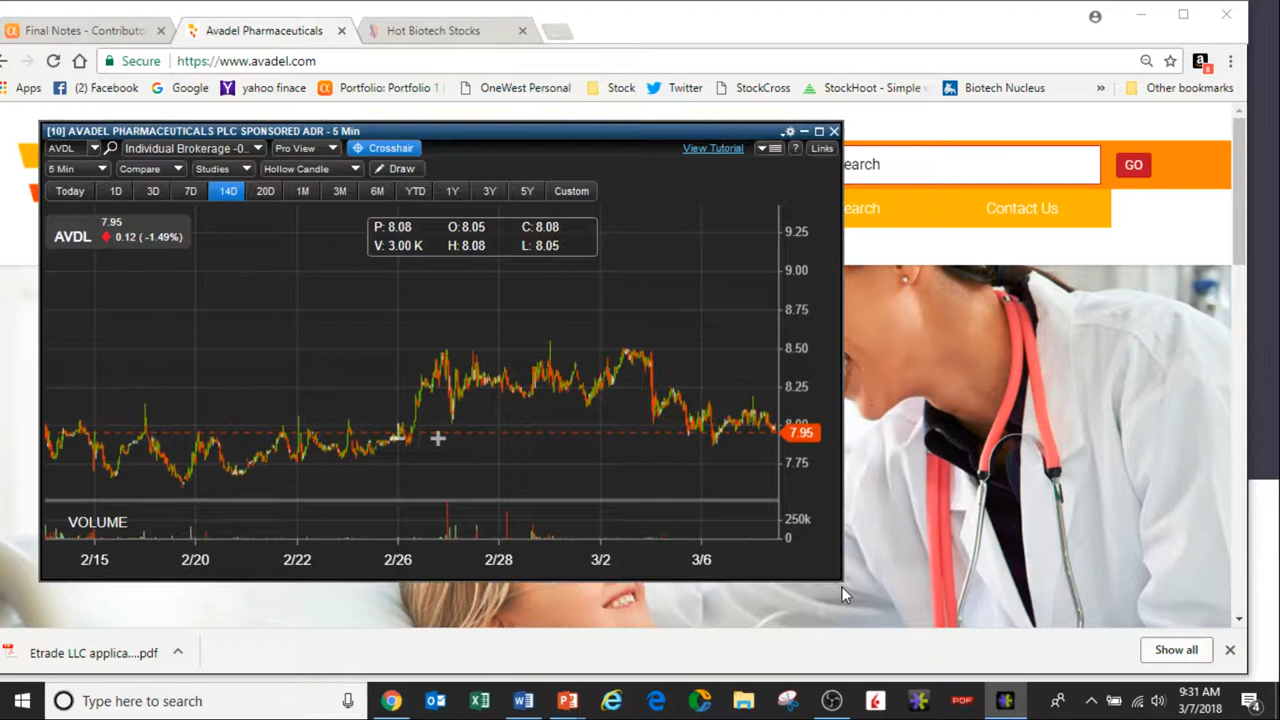 Final Notes - Contributo
Avadel Pharmaceuticals
Hot Biotech Stocks
Secure
https://www.avadel.com
a
8
Apps
(2) Facebook
Google
yahoo finace
Portfolio: Portfolio 1
OneWest Personal
Stock
Twitter
StockCross
StockHoot - Simple
Biotech Nucleus
»
Other bookmarks
[10] AVADEL PHARMACEUTICALS PLC SPONSORED ADR - 5 Min
AVDL
Individual Brokerage -0..
Pro View
Crosshair
View Tutorial
?
Links
5 Min
Compare
Studies
Hollow Candle
Draw
Today
1D
3D
7D
14D
20D
1M
3M
6M
YTD
1Y
3Y
5Y
Custom
earch
GO
earch
Contact Us
7.95
AVDL
0.12 ( -1.49%)
P: 8.08
O: 8.05
C: 8.08
V: 3.00 K
H: 8.08
L: 8.05
9.25
9.00
8.75
8.50
8.25
8.00
7.95
7.75
VOLUME
250k
0
2/15
2/20
2/22
2/26
2/28
3/2
3/6
Etrade LLC applica....pdf
Show all
Type here to search
PDF
9:31 AM
3/7/2018
4